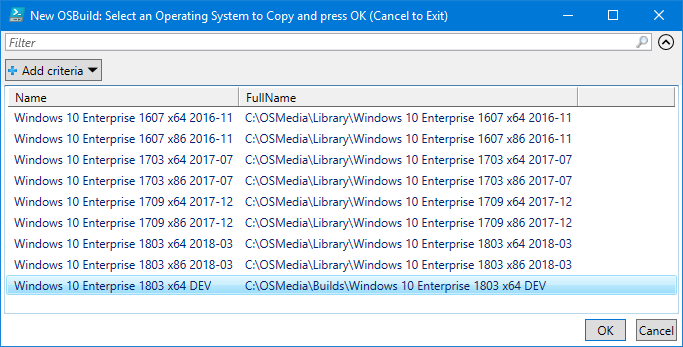 New OSBuild: Select an Operating System to Copy and press OK (Cancel to Exit)
Filter
Add criteria
Name FullName
Windows 10 Enterprise 1607 x64 2016-11 C:\OSMedia\Library\Windows 10 Enterprise 1607 x64 2016-11
Windows 10 Enterprise 1607 x86 2016-11 C:\OSMedia\Library\Windows 10 Enterprise 1607 x86 2016-11
Windows 10 Enterprise 1703 x64 2017-07 C:\OSMedia\Library\Windows 10 Enterprise 1703 x64 2017-07
Windows 10 Enterprise 1703 x86 2017-07 C:\OSMedia\Library\Windows 10 Enterprise 1703 x86 2017-07
Windows 10 Enterprise 1709 x64 2017-12 C:\OSMedia\Library\Windows 10 Enterprise 1709 x64 2017-12
Windows 10 Enterprise 1709 x86 2017-12 C:\OSMedia\Library\Windows 10 Enterprise 1709 x86 2017-12
Windows 10 Enterprise 1803 x64 2018-03 C:\OSMedia\Library\Windows 10 Enterprise 1803 x64 2018-03
Windows 10 Enterprise 1803 x86 2018-03 C:\OSMedia\Library\Windows 10 Enterprise 1803 x86 2018-03
Windows 10 Enterprise 1803 x64 DEV C:\OSMedia\Builds\Windows 10 Enterprise 1803 x64 DEV
OK Cancel